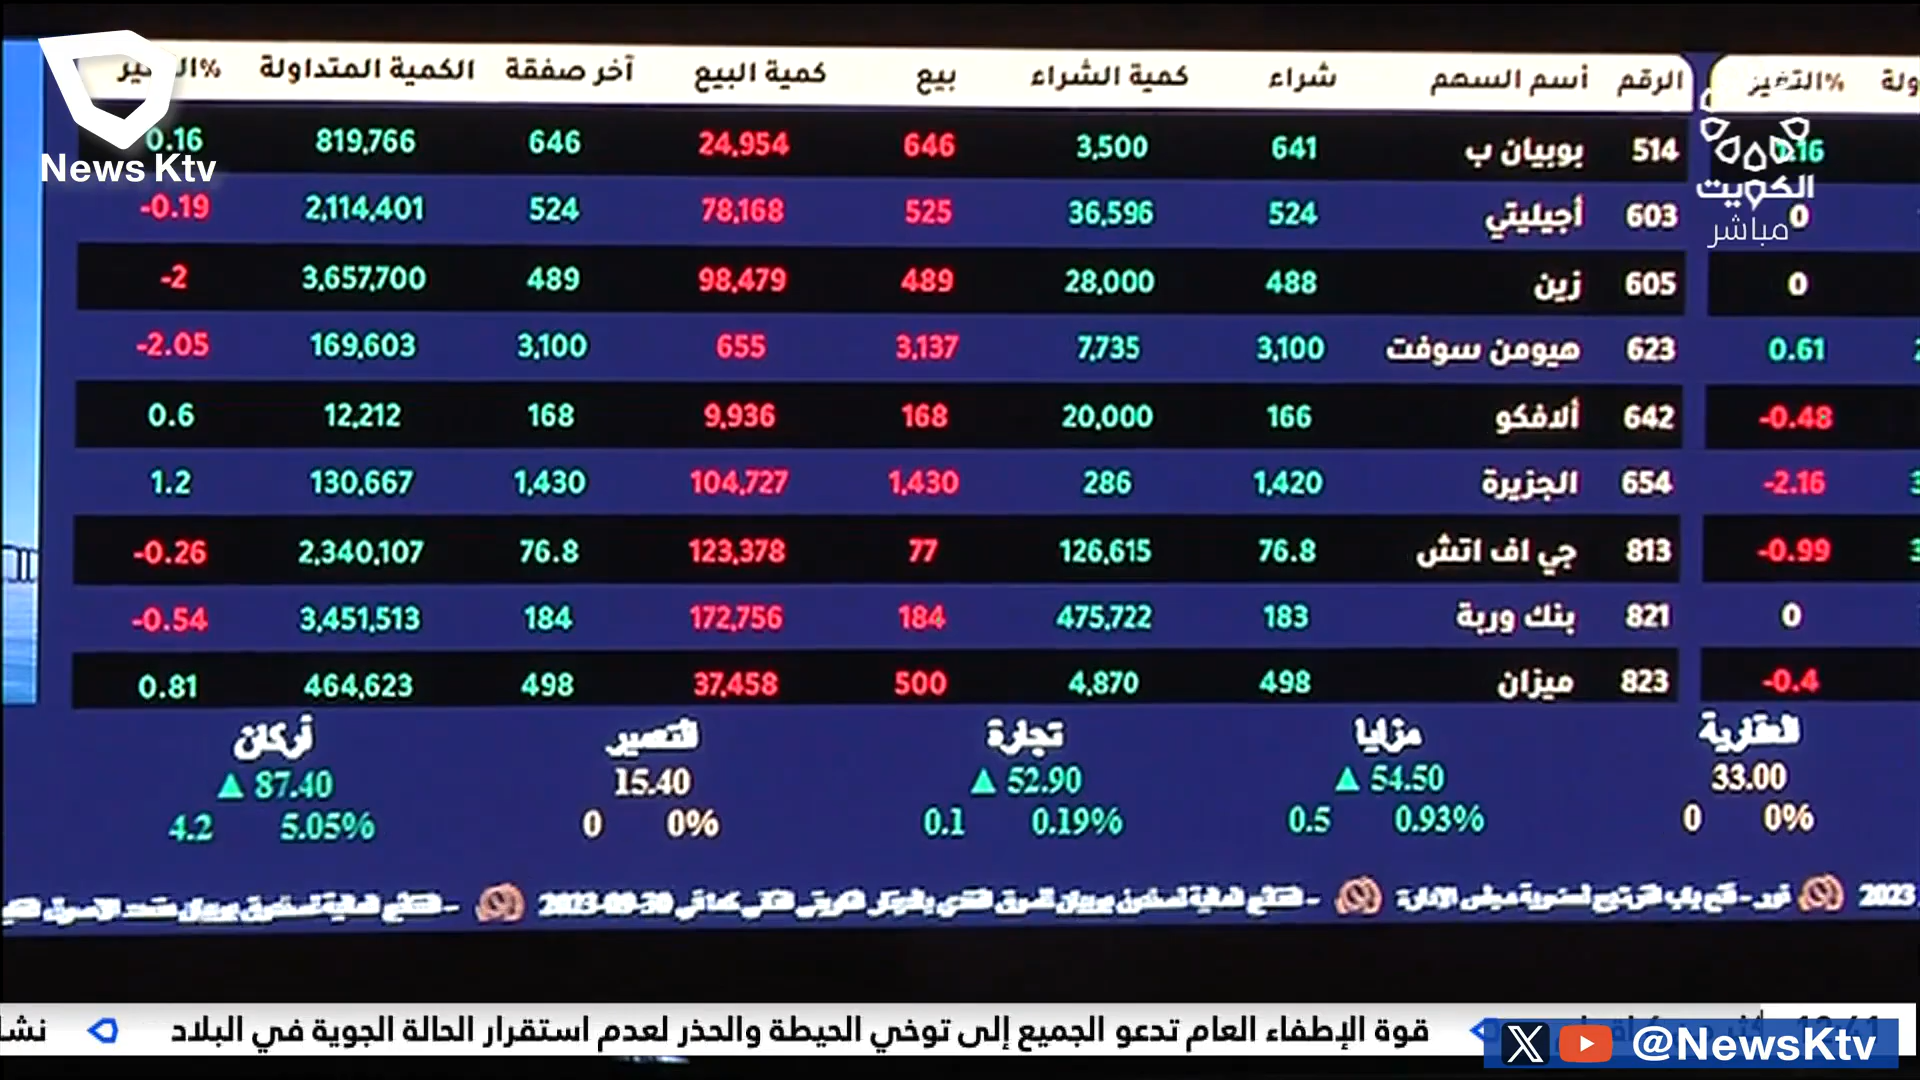 News Ktv
الكويت
مباشر
الرقم أسم السهم شراء كمية الشراء بيع كمية البيع آخر صفقة الكمية المتداولة
514 بوبيان ب 641 3,500 646 24,954 646 819,766 0.16
603 أجيليتي 524 36,596 525 78,168 524 2,114,401 -0.19
605 زين 488 28,000 489 98,479 489 3,657,700 -2
623 هيومن سوفت 3,100 7,735 3,137 655 3,100 169,603 -2.05
642 ألافكو 166 20,000 168 9,936 168 12,212 0.6
654 الجزيرة 1,420 286 1,430 104,727 1,430 130,667 1.2
813 جي اف اتش 76.8 126,615 77 123,378 76.8 2,340,107 -0.26
821 بنك وربة 183 475,722 184 172,756 184 3,451,513 -0.54
823 ميزان 498 4,870 500 37,458 498 464,623 0.81
%التغير
0
0
0.61
-0.48
-2.16
-0.99
0
-0.4
العقارية مزايا تجارة التعمير أركان
33.00 ▲ 54.50 ▲ 52.90 15.40 ▲ 87.40
0 0% 0.5 0.93% 0.1 0.19% 0 0% 4.2 5.05%
2023
30-09-2023
قوة الإطفاء العام تدعو الجميع إلى توخي الحيطة والحذر لعدم استقرار الحالة الجوية في البلاد
@NewsKtv